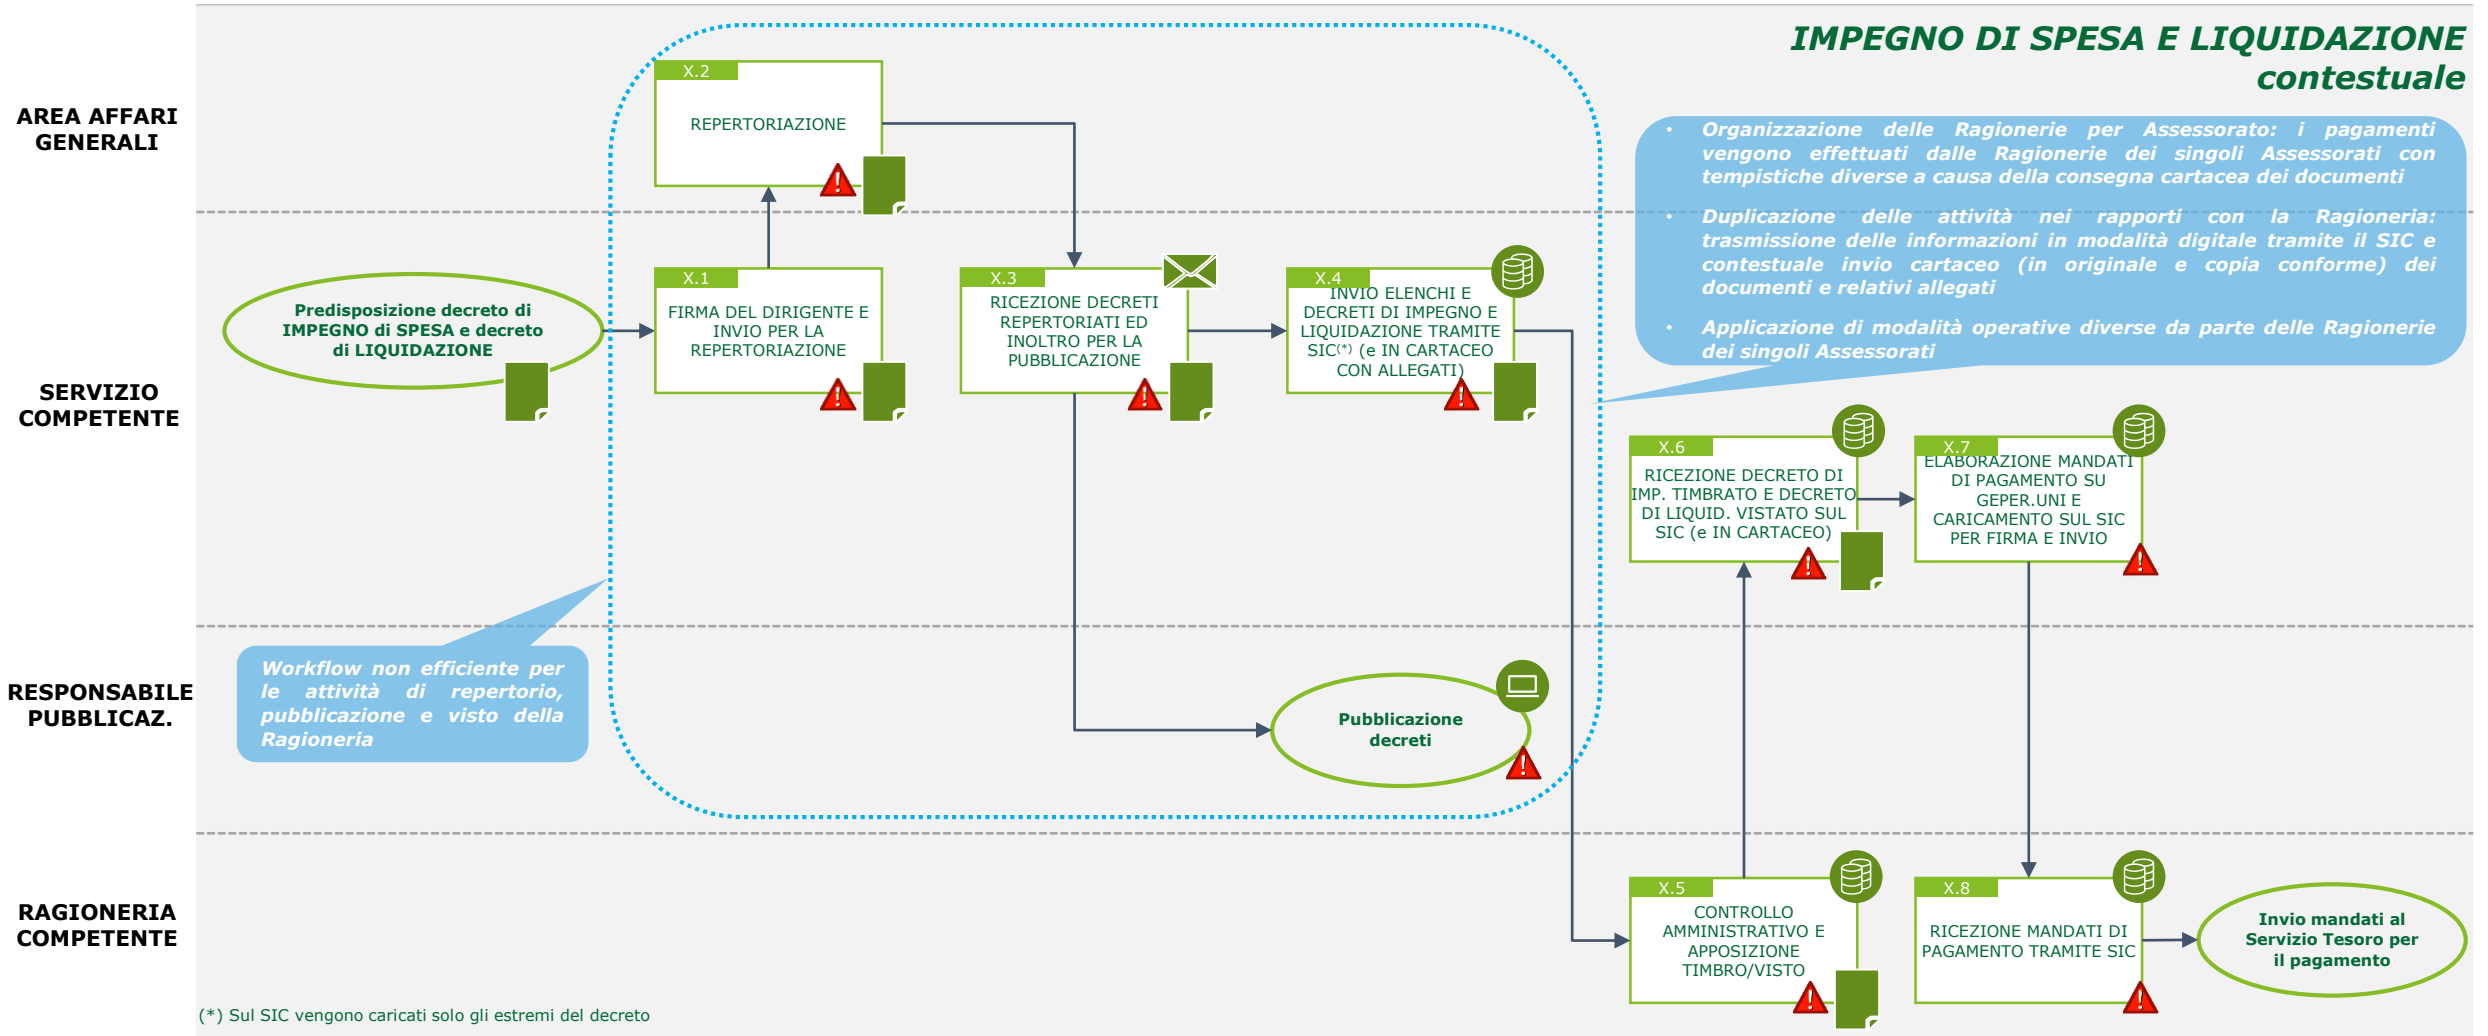 IMPEGNO DI SPESA E LIQUIDAZIONE
contestuale
AREA AFFARI
GENERALI
X.2
REPERTORIAZIONE
• Organizzazione delle Ragionerie per Assessorato: i pagamenti
vengono effettuati dalle Ragionerie dei singoli Assessorati con
tempistiche diverse a causa della consegna cartacea dei documenti
• Duplicazione delle attività nei rapporti con la Ragioneria:
trasmissione delle informazioni in modalità digitale tramite il SIC e
contestuale invio cartaceo (in originale e copia conforme) dei
documenti e relativi allegati
• Applicazione di modalità operative diverse da parte delle Ragionerie
dei singoli Assessorati
SERVIZIO
COMPETENTE
Predisposizione decreto di
IMPEGNO di SPESA e decreto
di LIQUIDAZIONE
X.1
FIRMA DEL DIRIGENTE E
INVIO PER LA
REPERTORIAZIONE
X.3
RICEZIONE DECRETI
REPERTORIATI ED
INOLTRO PER LA
PUBBLICAZIONE
X.4
INVIO ELENCHI E
DECRETI DI IMPEGNO E
LIQUIDAZIONE TRAMITE
SIC(*) (e IN CARTACEO
CON ALLEGATI)
X.6
RICEZIONE DECRETO DI
IMP. TIMBRATO E DECRETO
DI LIQUID. VISTATO SUL
SIC (e IN CARTACEO)
X.7
ELABORAZIONE MANDATI
DI PAGAMENTO SU
GEPER.UNI E
CARICAMENTO SUL SIC
PER FIRMA E INVIO
RESPONSABILE
PUBBLICAZ.
Workflow non efficiente per
le attività di repertorio,
pubblicazione e visto della
Ragioneria
Pubblicazione
decreti
RAGIONERIA
COMPETENTE
X.5
CONTROLLO
AMMINISTRATIVO E
APPOSIZIONE
TIMBRO/VISTO
X.8
RICEZIONE MANDATI DI
PAGAMENTO TRAMITE SIC
Invio mandati al
Servizio Tesoro per
il pagamento
(*) Sul SIC vengono caricati solo gli estremi del decreto